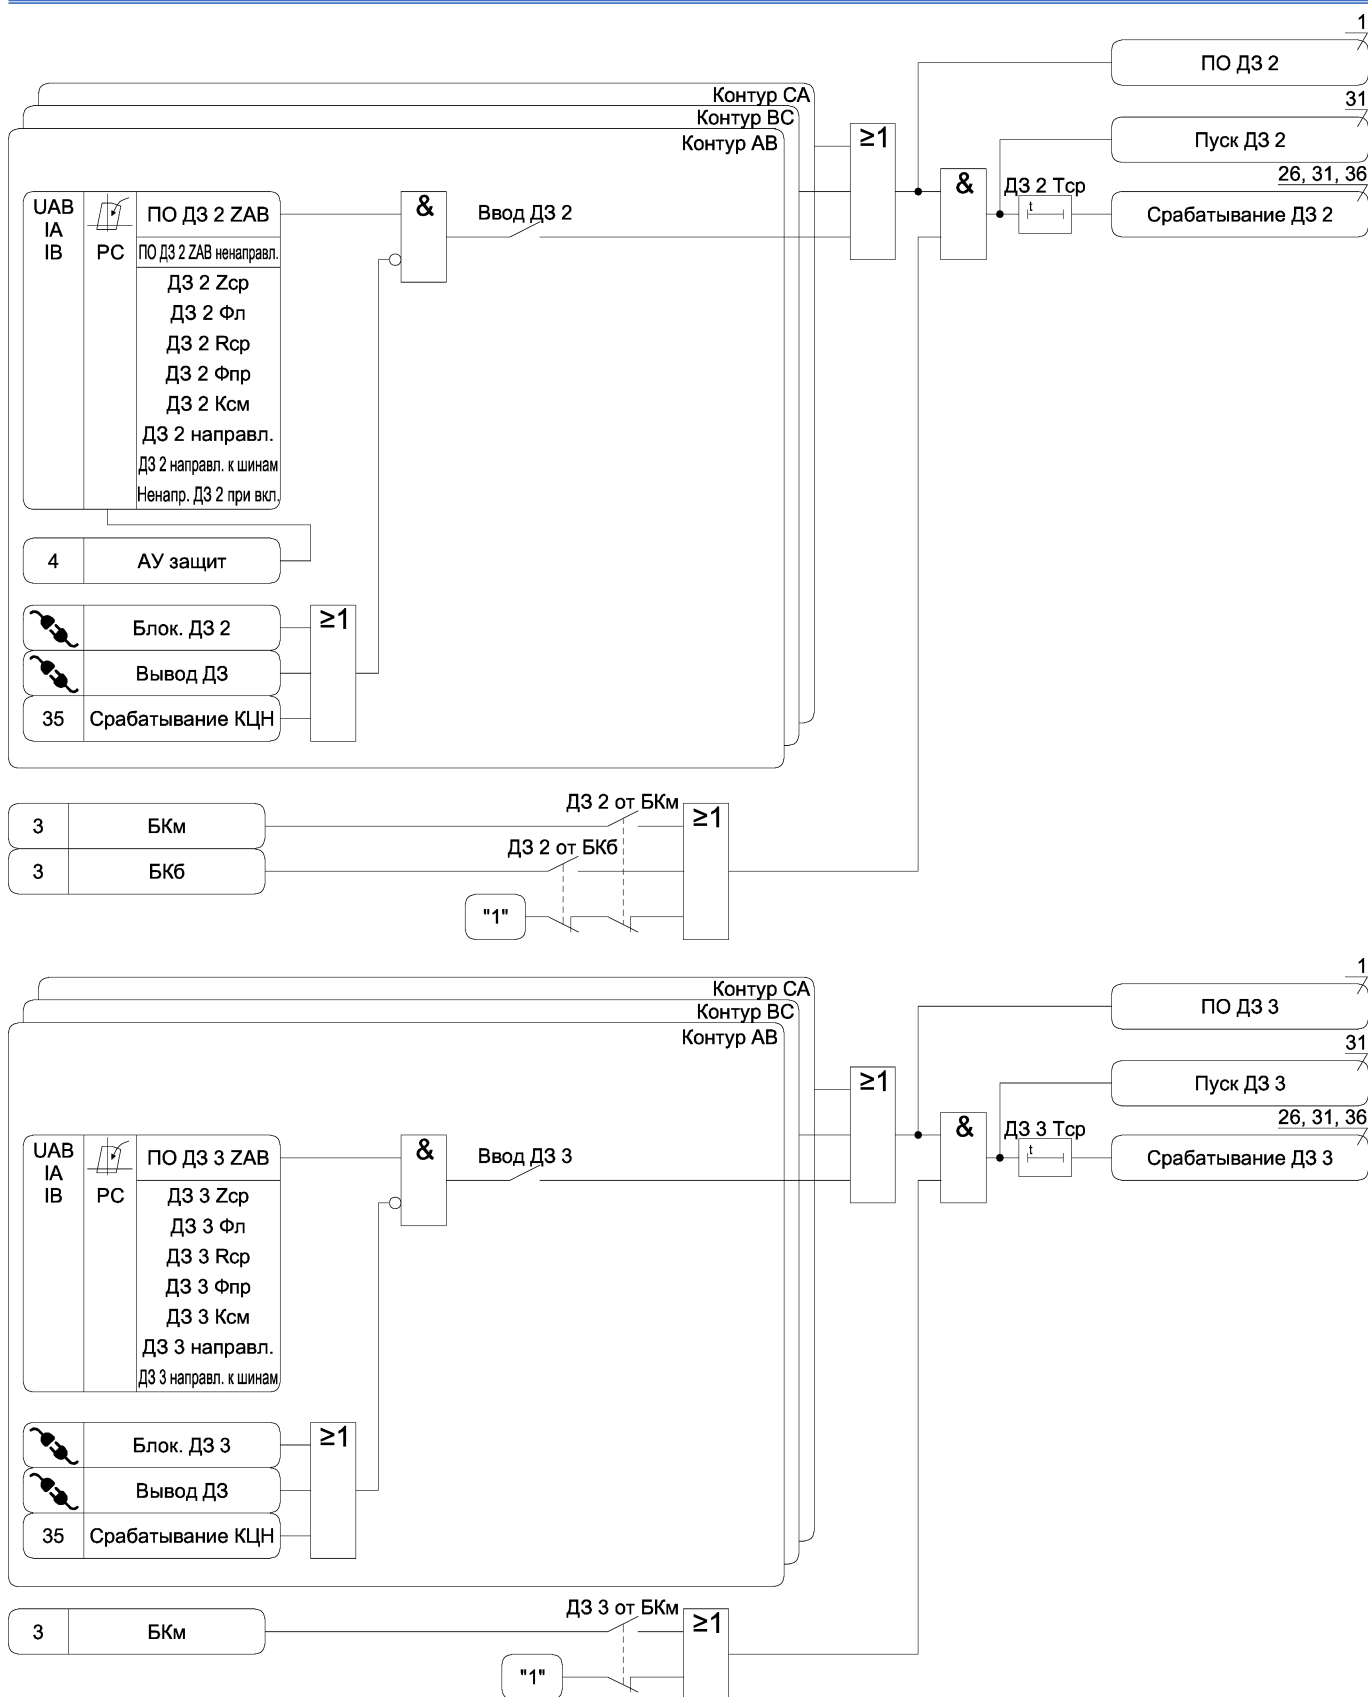 1
ПО ДЗ 2
Контур СА
31
Контур ВС
Пуск ДЗ 2
Контур АВ
≥1
26, 31, 36
&
ДЗ 2 Тср
t
Срабатывание ДЗ 2
UAB
IA
IB
РС
ПО ДЗ 2 ZAB
&
Ввод ДЗ 2
ПО ДЗ 2 ZAB ненаправл.
ДЗ 2 Zср
ДЗ 2 Фл
ДЗ 2 Rср
ДЗ 2 Фпр
ДЗ 2 Ксм
ДЗ 2 направл.
ДЗ 2 направл. к шинам
Ненапр. ДЗ 2 при вкл.
4 АУ защит
Блок. ДЗ 2
≥1
Вывод ДЗ
35 Срабатывание КЦН
ДЗ 2 от БКм
≥1
3 БКм
ДЗ 2 от БКб
3 БКб
"1"
1
ПО ДЗ 3
Контур СА
Контур ВС
31
Контур АВ
Пуск ДЗ 3
≥1
26, 31, 36
&
ДЗ 3 Тср
t
Срабатывание ДЗ 3
UAB
IA
IB
РС
ПО ДЗ 3 ZAB
&
Ввод ДЗ 3
ДЗ 3 Zср
ДЗ 3 Фл
ДЗ 3 Rср
ДЗ 3 Фпр
ДЗ 3 Ксм
ДЗ 3 направл.
ДЗ 3 направл. к шинам
Блок. ДЗ 3
≥1
Вывод ДЗ
35 Срабатывание КЦН
ДЗ 3 от БКм
≥1
3 БКм
"1"